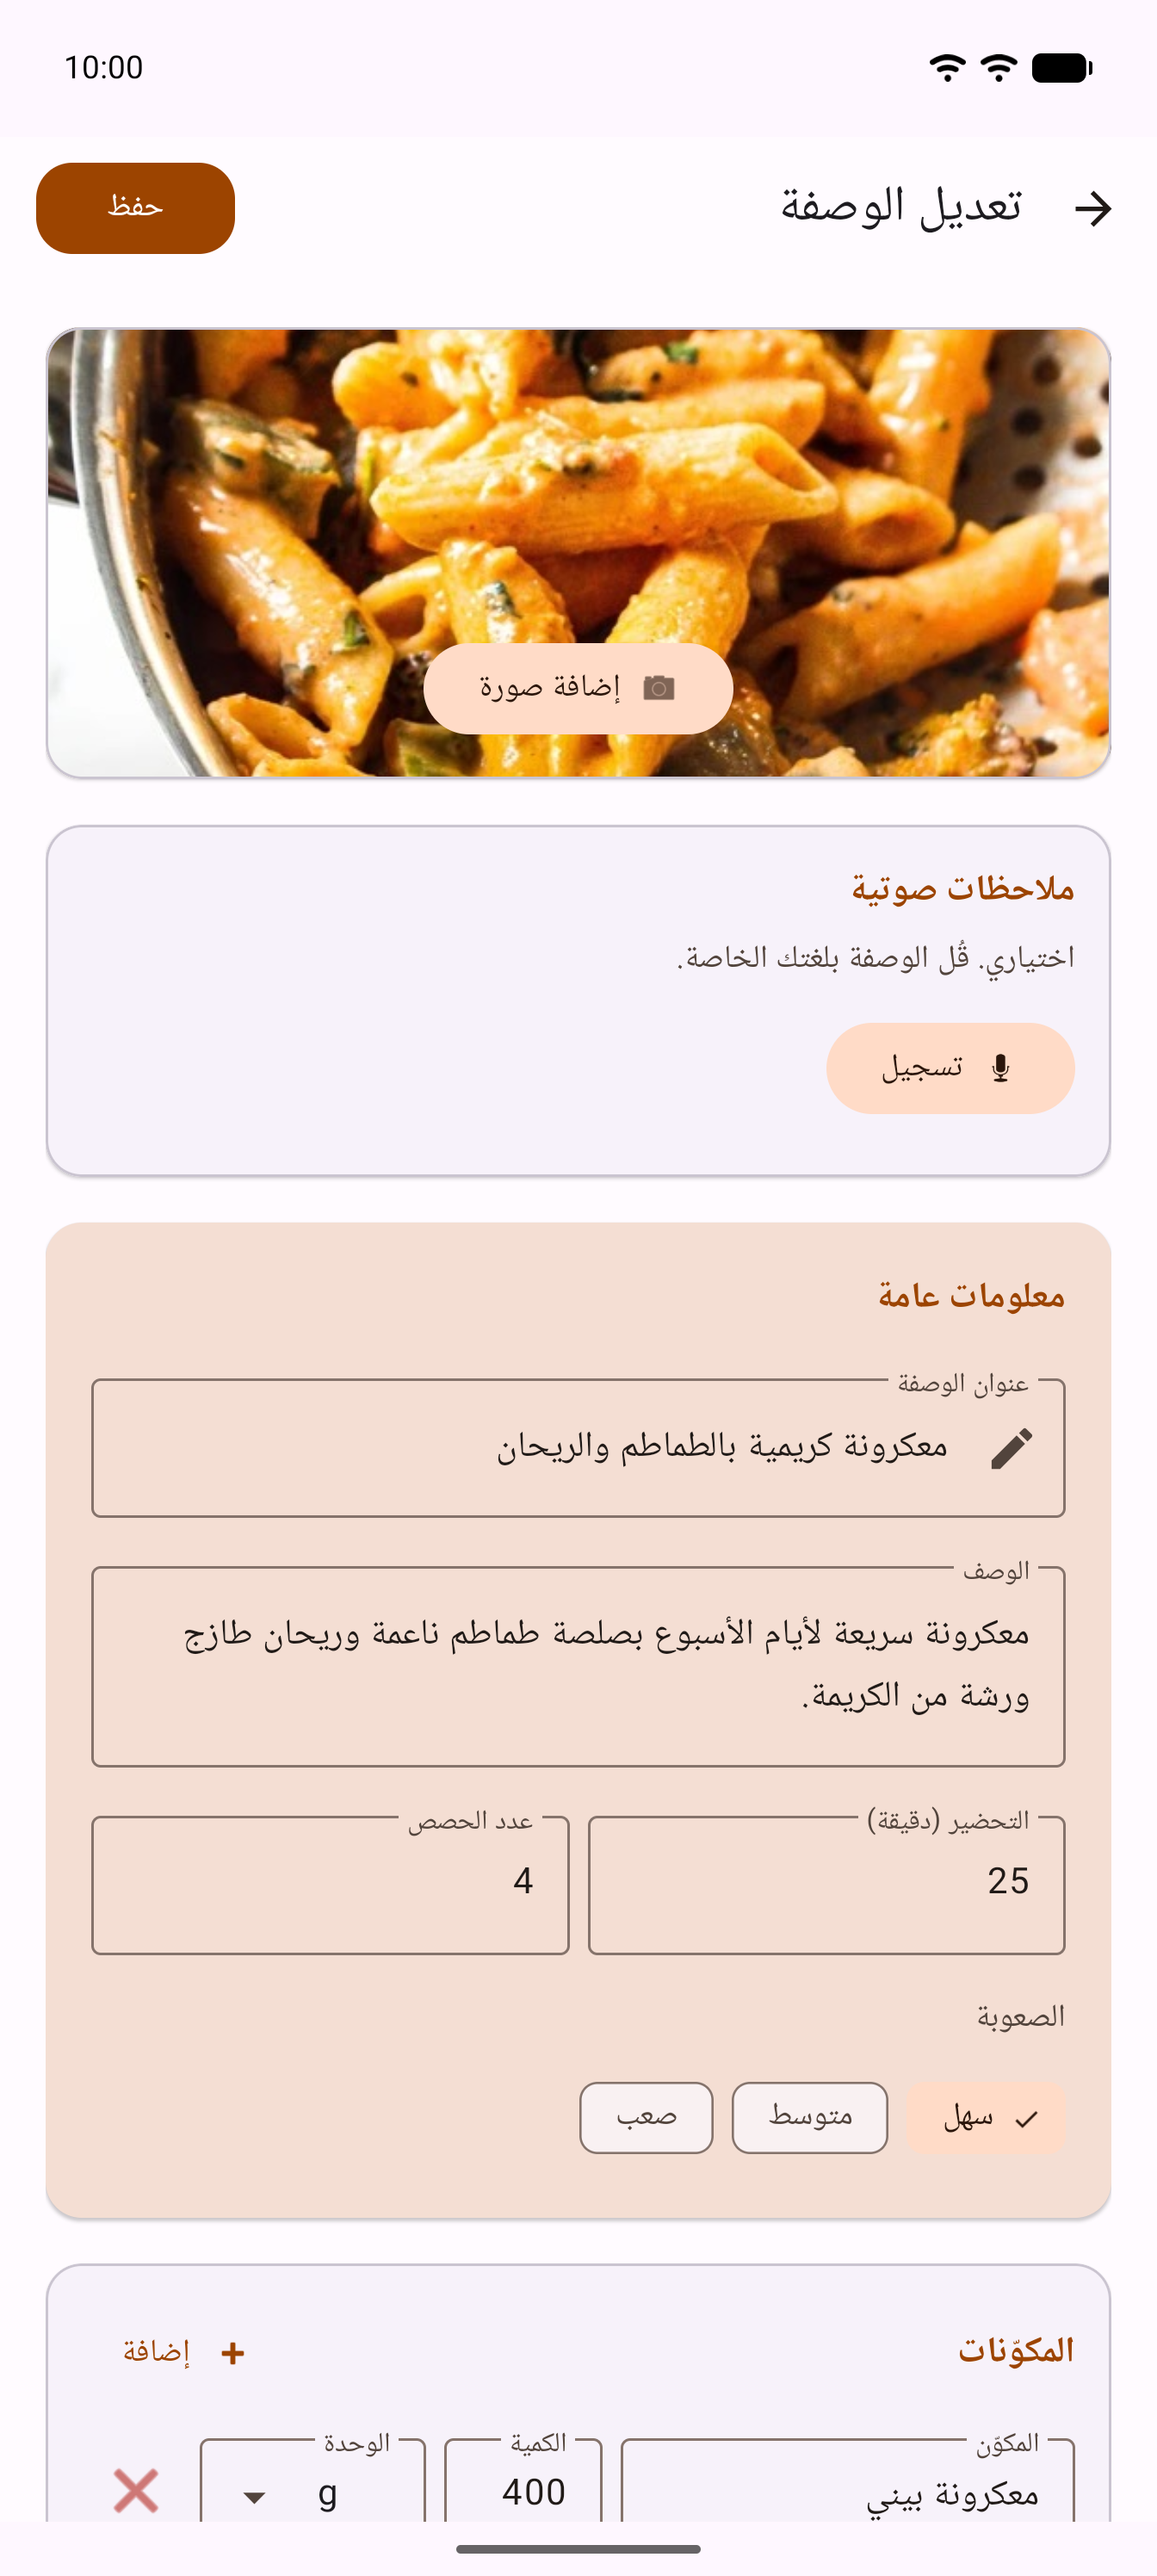 10:00
تعديل الوصفة
حفظ
إضافة صورة
ملاحظات صوتية
اختياري. قُل الوصفة بلغتك الخاصة.
تسجيل
معلومات عامة
عنوان الوصفة
معكرونة كريمية بالطماطم والريحان
الوصف
معكرونة سريعة لأيام الأسبوع بصلصة طماطم ناعمة وريحان طازج
ورشة من الكريمة.
التحضير (دقيقة)
25
عدد الحصص
4
الصعوبة
سهل
متوسط
صعب
المكوّنات
إضافة
المكوّن
معكرونة بيني
الكمية
400
الوحدة
g